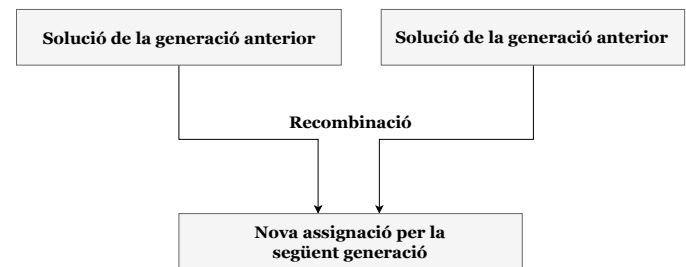 Solució de la generació anterior
Solució de la generació anterior
Recombinació
Nova assignació per la
següent generació